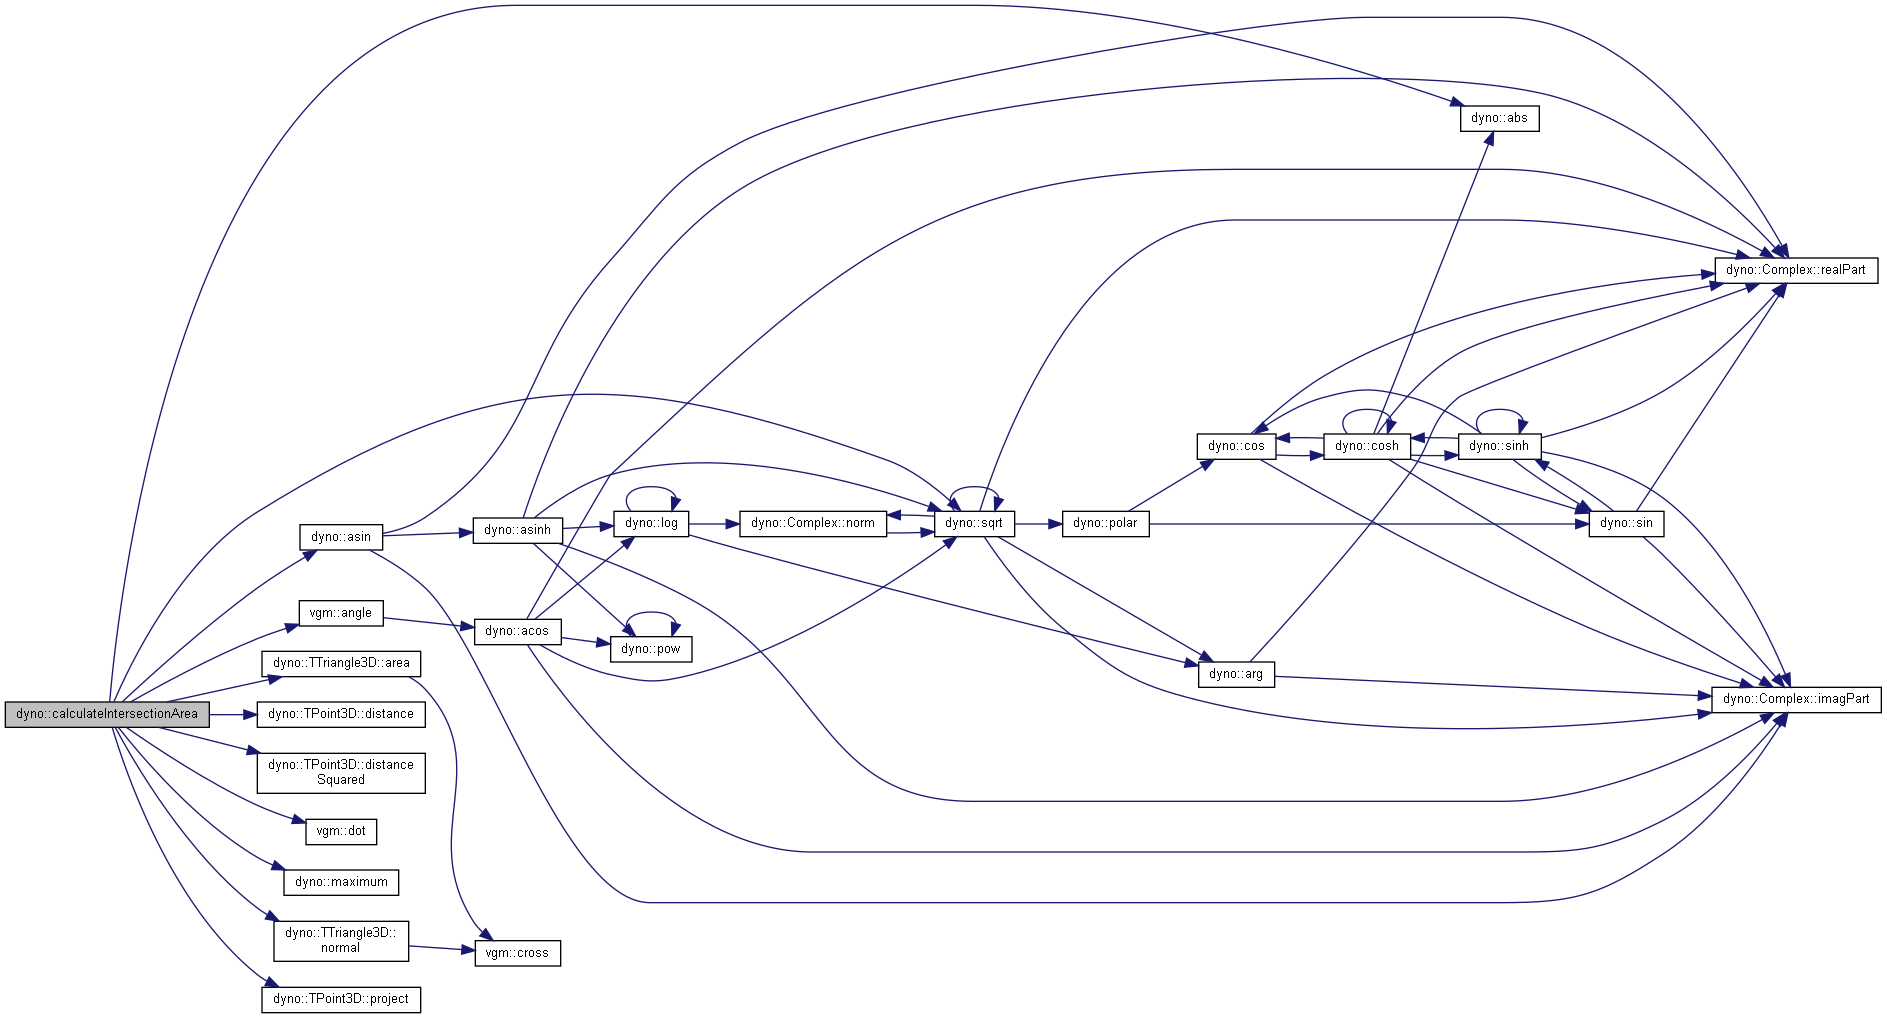 dyno::abs
dyno::Complex::realPart
dyno::cos
dyno::cosh
dyno::sinh
dyno::asin
dyno::asinh
dyno::log
dyno::Complex::norm
dyno::sqrt
dyno::polar
dyno::sin
vgm::angle
dyno::acos
dyno::pow
dyno::TTriangle3D::area
dyno::arg
dyno::Complex::imagPart
dyno::calculateIntersectionArea
dyno::TPoint3D::distance
dyno::TPoint3D::distance
Squared
vgm::dot
dyno::maximum
dyno::TTriangle3D::
normal
vgm::cross
dyno::TPoint3D::project